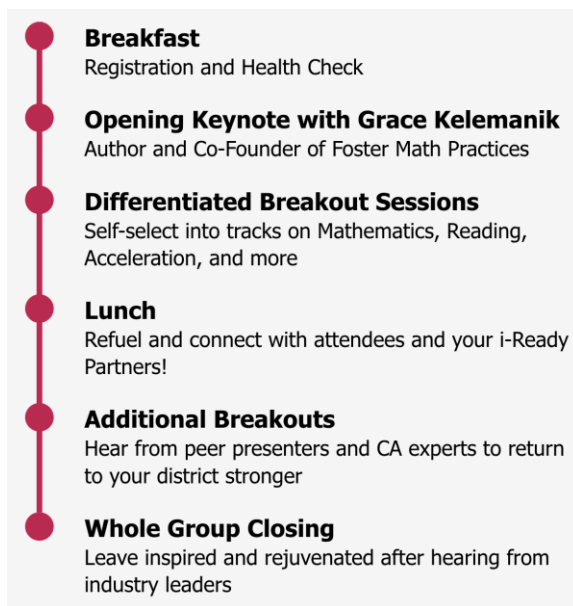 Breakfast
Registration and Health Check
Opening Keynote with Grace Kelemanik
Author and Co-Founder of Foster Math Practices
Differentiated Breakout Sessions
Self-select into tracks on Mathematics, Reading,
Acceleration, and more
Lunch
Refuel and connect with attendees and your i-Ready
Partners!
Additional Breakouts
Hear from peer presenters and CA experts to return
to your district stronger
Whole Group Closing
Leave inspired and rejuvenated after hearing from
industry leaders